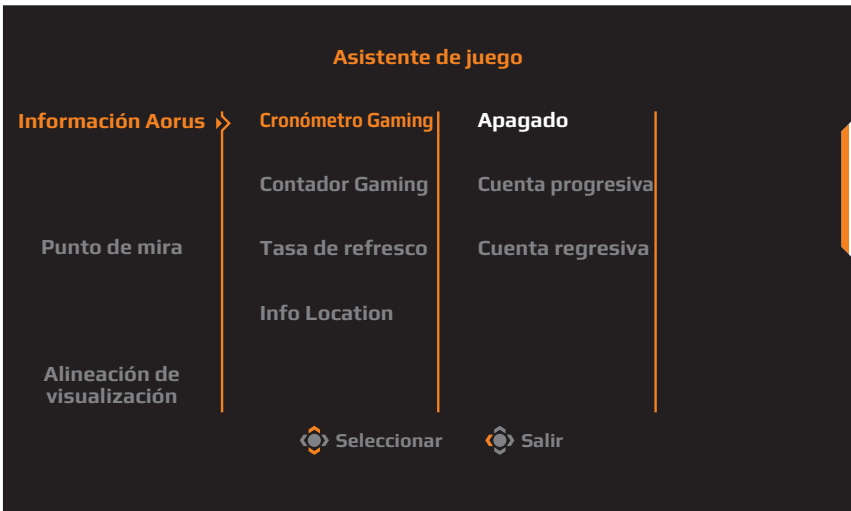 Asistente de juego
Información Aorus
Cronómetro Gaming
Apagado
Contador Gaming
Cuenta progresiva
Punto de mira
Tasa de refresco
Cuenta regresiva
Info Location
Alineación de
visualización
Seleccionar
Salir